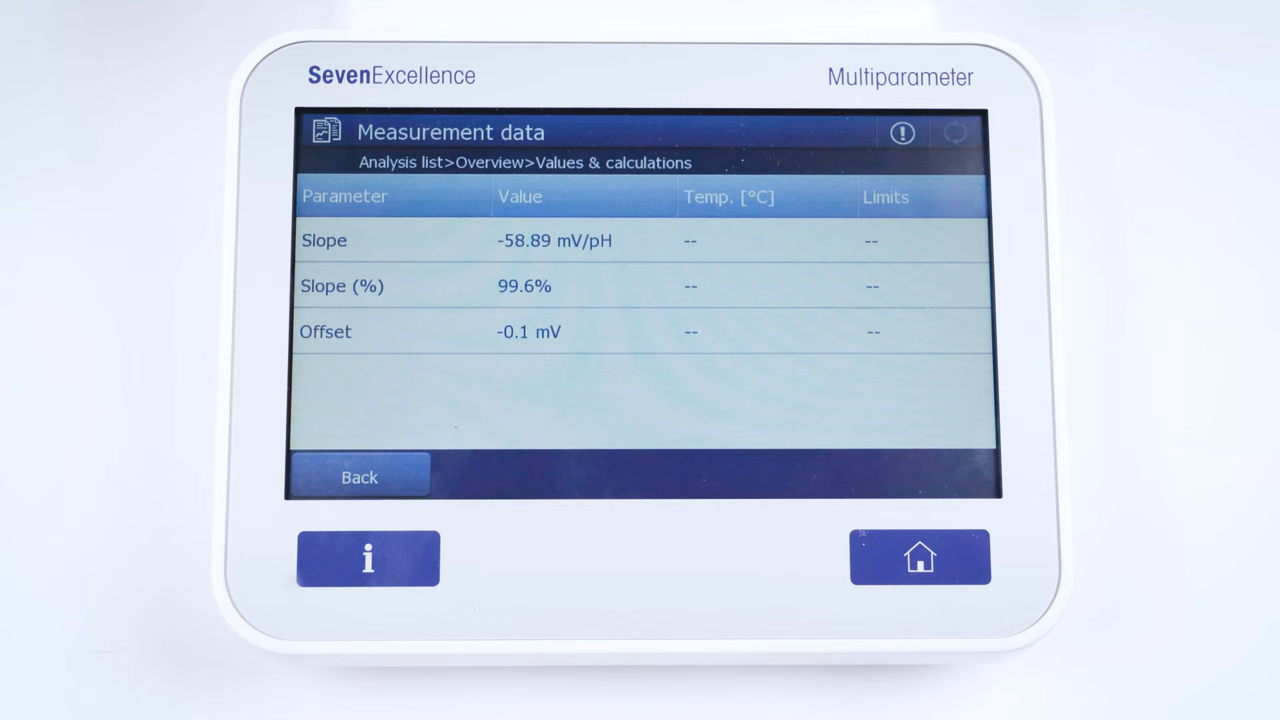 SevenExcellence Multiparameter
Measurement data
Analysis list>Overview>Values & calculations
Parameter Value Temp. [°C] Limits
Slope -58.89 mV/pH -- --
Slope (%) 99.6% -- --
Offset -0.1 mV -- --
Back
i